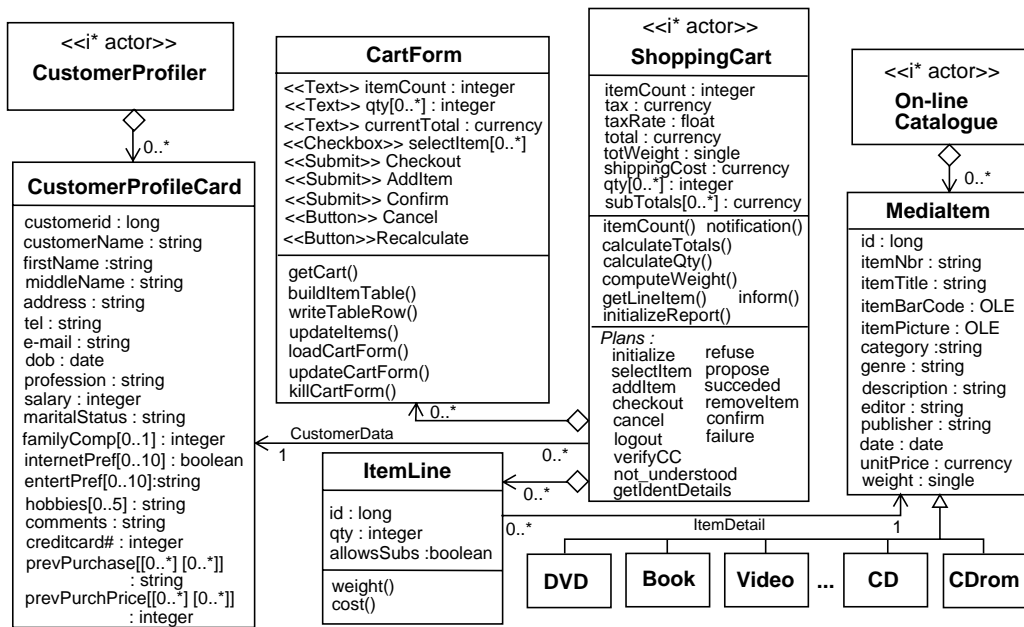 <<i* actor>>
CustomerProfiler
0..*
CustomerProfileCard
customerid : long
customerName : string
firstName :string
middleName : string
address : string
tel : string
e-mail : string
dob : date
profession : string
salary : integer
maritalStatus : string
familyComp[0..1] : integer
internetPref[0..10] : boolean
entertPref[0..10]:string
hobbies[0..5] : string
comments : string
creditcard# : integer
prevPurchase[[0..*] [0..*]]
: string
prevPurchPrice[[0..*] [0..*]]
: integer
CartForm
<<Text>> itemCount : integer
<<Text>> qty[0..*] : integer
<<Text>> currentTotal : currency
<<Checkbox>> selectItem[0..*]
<<Submit>> Checkout
<<Submit>> AddItem
<<Submit>> Confirm
<<Button>> Cancel
<<Button>>Recalculate
getCart()
buildItemTable()
writeTableRow()
updateItems()
loadCartForm()
updateCartForm()
killCartForm()
0..*
CustomerData
1
0..*
ItemLine
id : long
qty : integer
allowsSubs :boolean
weight()
cost()
0..*
<<i* actor>>
ShoppingCart
itemCount : integer
tax : currency
taxRate : float
total : currency
totWeight : single
shippingCost : currency
qty[0..*] : integer
subTotals[0..*] : currency
itemCount() notification()
calculateTotals()
calculateQty()
computeWeight()
getLineItem() inform()
initializeReport()
Plans :
initialize refuse
selectItem propose
addItem succeded
checkout removeItem
cancel confirm
logout failure
verifyCC
not_understood
getIdentDetails
0..*
ItemDetail
1
<<i* actor>>
On-line
Catalogue
0..*
MediaItem
id : long
itemNbr : string
itemTitle : string
itemBarCode : OLE
itemPicture : OLE
category :string
genre : string
description : string
editor : string
publisher : string
date : date
unitPrice : currency
weight : single
DVD
Book
Video
...
CD
CDrom